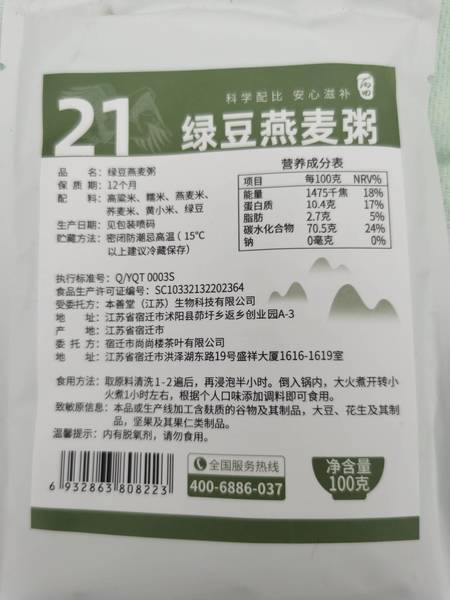 科学配比 安心滋补
21
绿豆燕麦粥
品 名：绿豆燕麦粥
保 质 期：12个月
配 料：高粱米、糯米、燕麦米、
荞麦米、黄小米、绿豆
生产日期：见包装喷码
贮藏方法：密闭防潮忌高温（15℃
以上建议冷藏保存）
营养成分表
项目 每100克 NRV%
能量 1475千焦 18%
蛋白质 10.4克 17%
脂肪 2.7克 5%
碳水化合物 70.5克 24%
钠 0毫克 0%
执行标准号：Q/YQT 0003S
食品生产许可证编号：SC10332132202364
受委托方：本善堂（江苏）生物科技有限公司
地 址：江苏省宿迁市沭阳县茆圩乡返乡创业园A-3
产 地：江苏省宿迁市
委 托 方：宿迁市尚尚楼茶叶有限公司
地 址：江苏省宿迁市洪泽湖东路19号盛祥大厦1616-1619室
食用方法：取原料清洗1-2遍后，再浸泡半小时。倒入锅内，大火煮开转小
火煮1小时左右，根据个人口味添加调料即可食用。
致敏原信息：本品或生产线加工含麸质的谷物及其制品，大豆、花生及其制
品，坚果及其果仁类制品。
温馨提示：内有脱氧剂，请勿食用。
6 932863 808223
全国服务热线
400-6886-037
净含量
100克